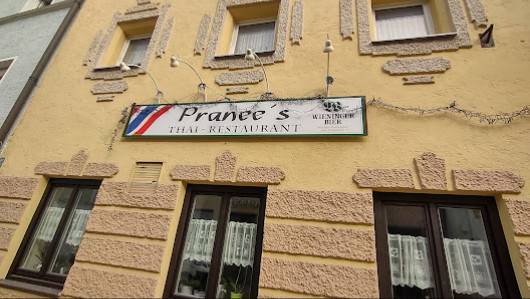 Pranee's
THAI-RESTAURANT
WIENINGER
BIER